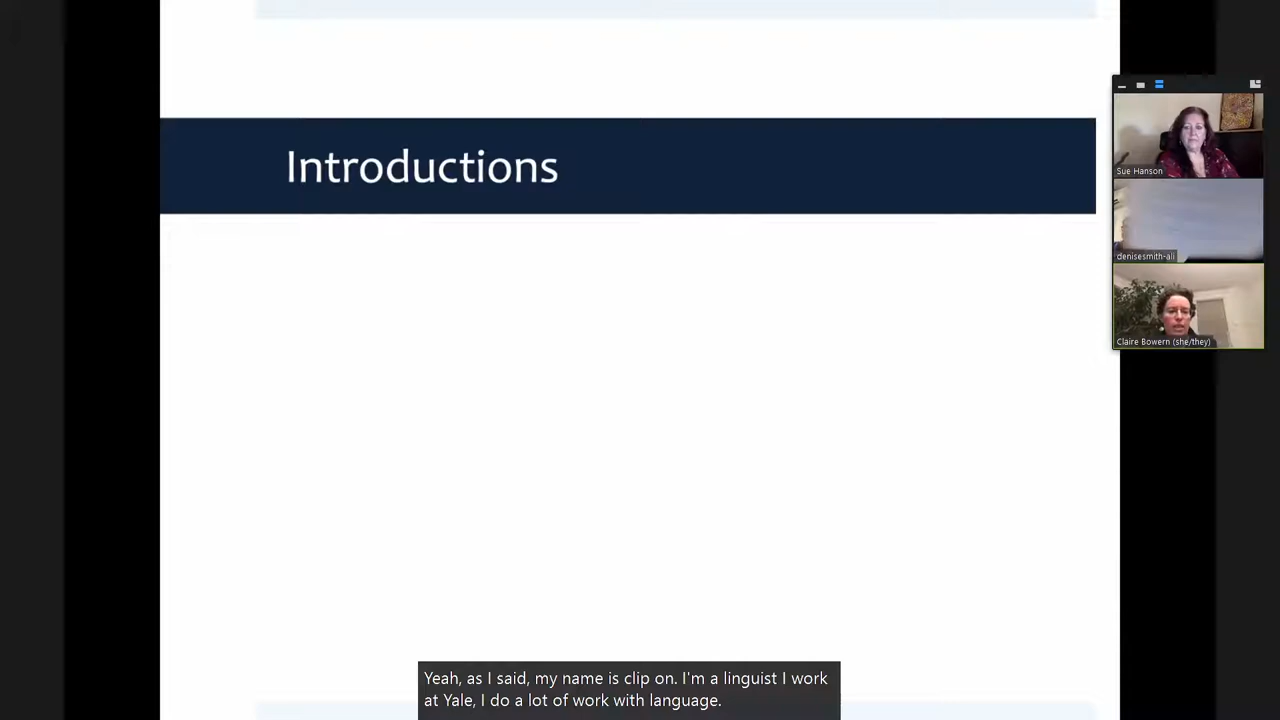 Introductions
Sue Hanson
denisesmith-ali
Claire Bowern (she/they)
Yeah, as I said, my name is clip on. I'm a linguist I work
at Yale, I do a lot of work with language.